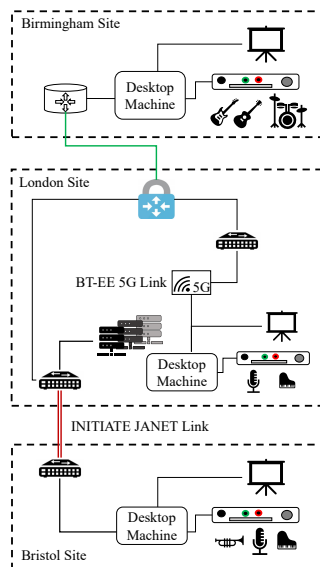 Birmingham Site
Desktop
Machine
London Site
BT-EE 5G Link
5G
Desktop
Machine
INITIATE JANET Link
Desktop
Machine
Bristol Site